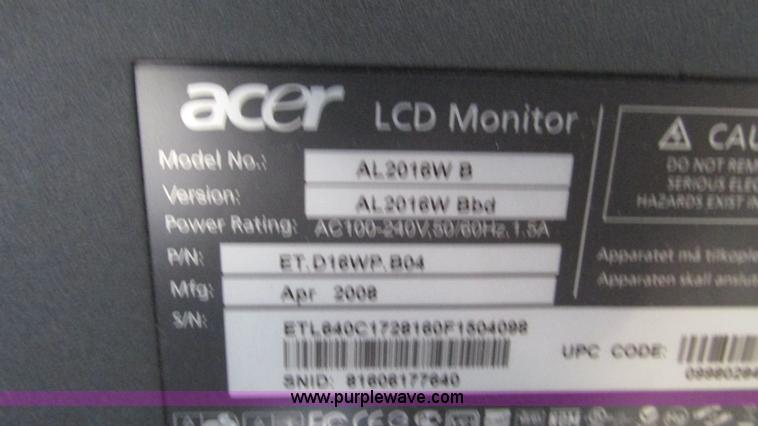 acer LCD Monitor
Model No.: AL2016W B
Version: AL2016W Bbd
Power Rating: AC100-240V,50/60Hz,1.5A
P/N: ET.D16WP.B04
Mfg: Apr 2008
S/N: ETL640C1728160F1504098
SNID: 81606177640
UPC CODE:
CAU
DO NOT REM
SERIOUS ELEC
HAZARDS EXIST IN
Apparatet må tilkople
Apparaten skall anslut
www.purplewave.com